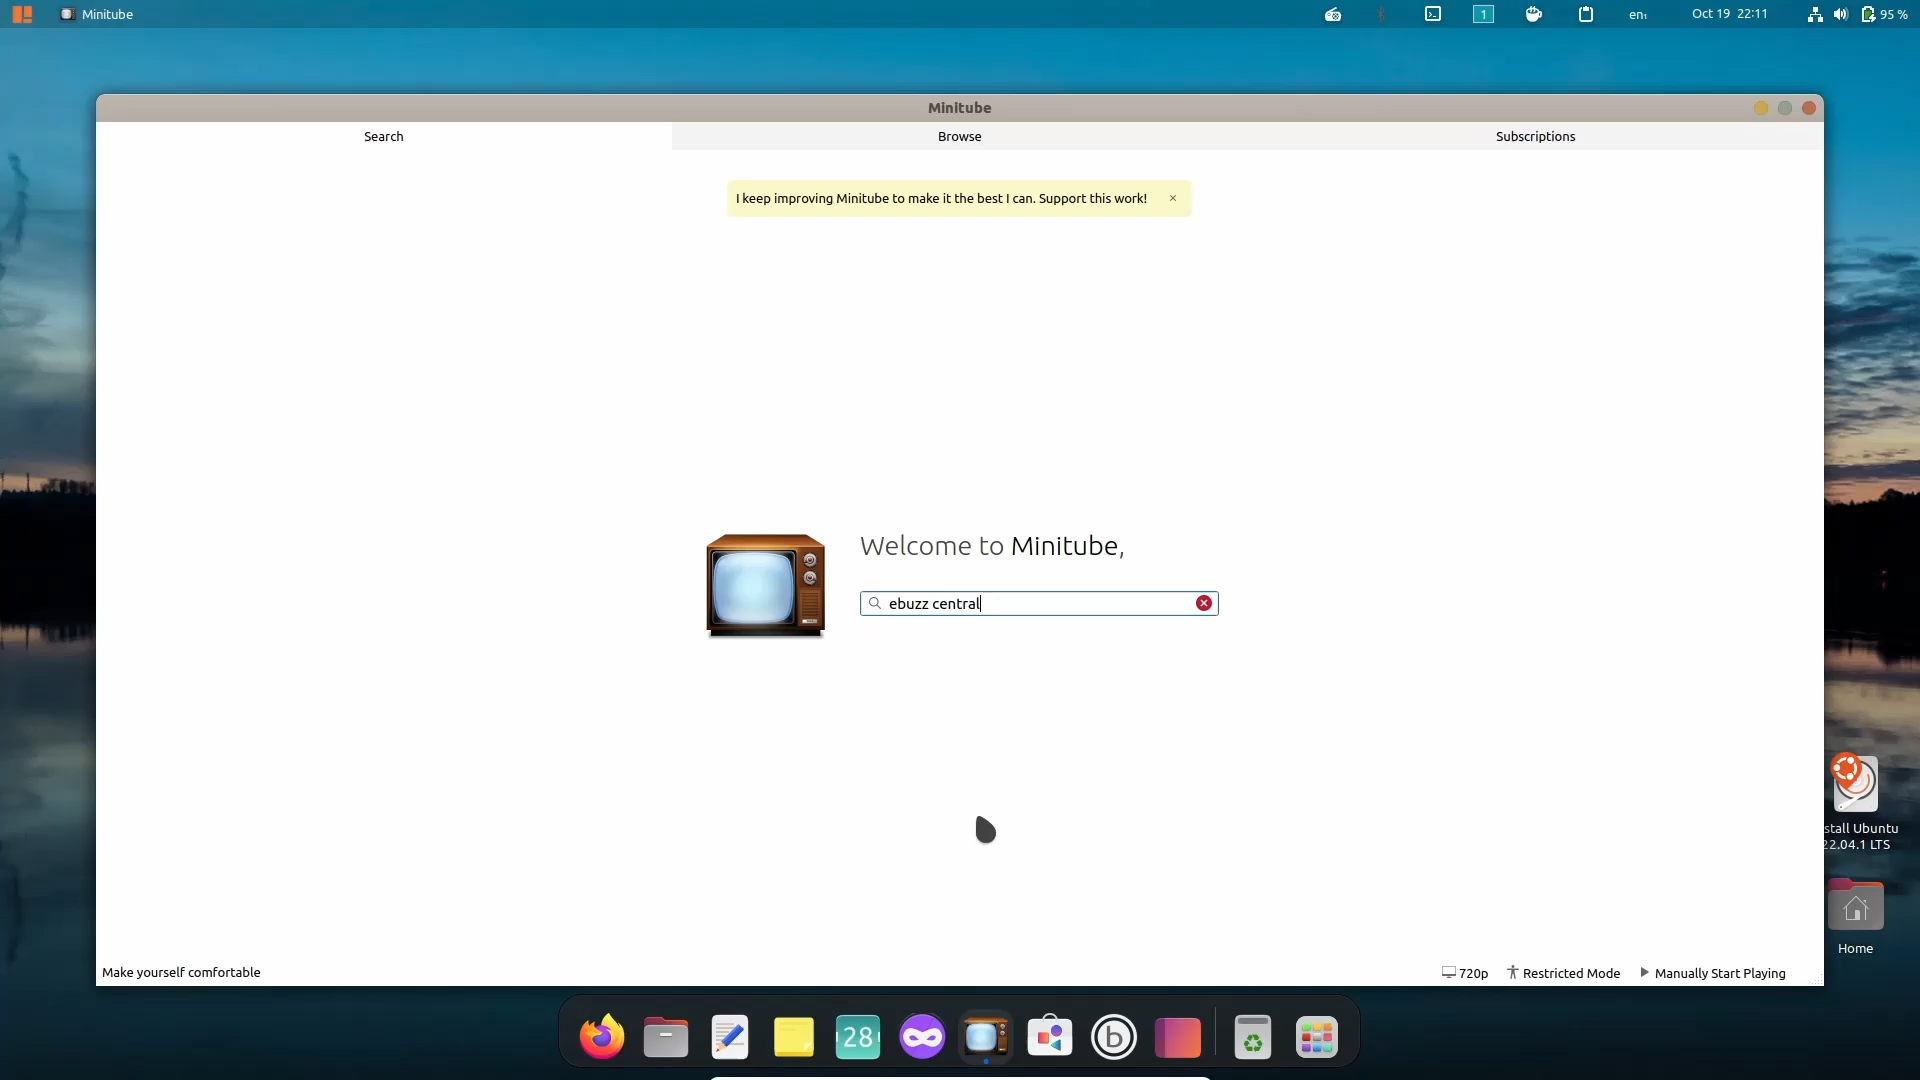 Minitube
1
en₁
Oct 19 22:11
95 %
Minitube
Search
Browse
Subscriptions
I keep improving Minitube to make it the best I can. Support this work!
Welcome to Minitube,
ebuzz central
stall Ubuntu
22.04.1 LTS
Home
Make yourself comfortable
720p
Restricted Mode
Manually Start Playing
28
b